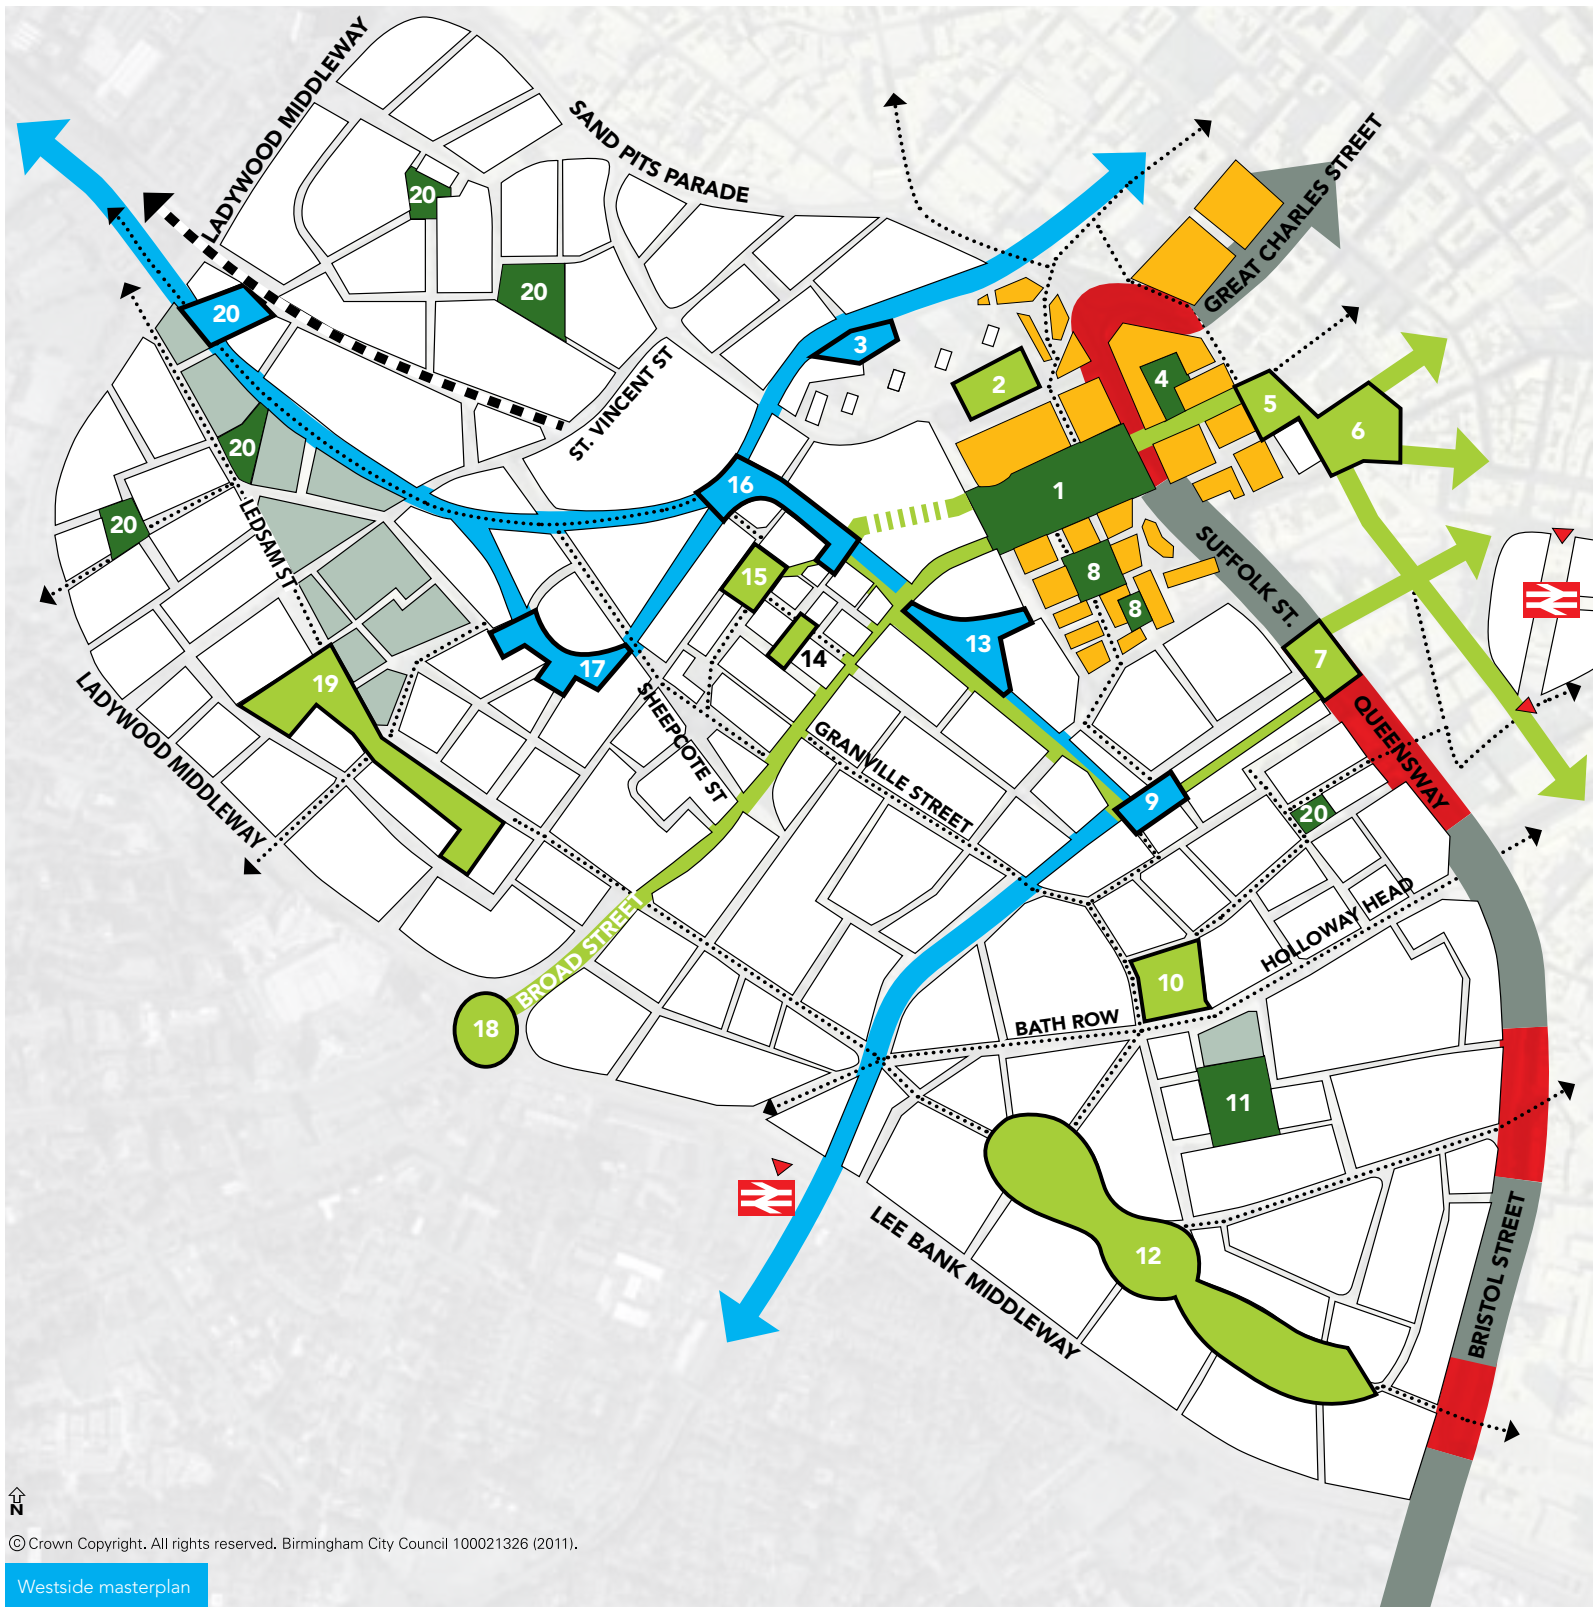 LADYWOOD MIDDLEWAY
SAND PITS PARADE
GREAT CHARLES STREET
20
20
20
3
2
4
5
6
ST. VINCENT ST
20
20
16
1
LEDSAM ST
SUFFOLK ST.
15
8
8
14
13
17
7
19
SHEEPCOTE ST
LADYWOOD MIDDLEWAY
GRANVILLE STREET
QUEENSWAY
9
20
HOLLOWAY HEAD
BROAD STREET
10
18
BATH ROW
11
LEE BANK MIDDLEWAY
12
BRISTOL STREET
N
© Crown Copyright. All rights reserved. Birmingham City Council 100021326 (2011).
Westside masterplan